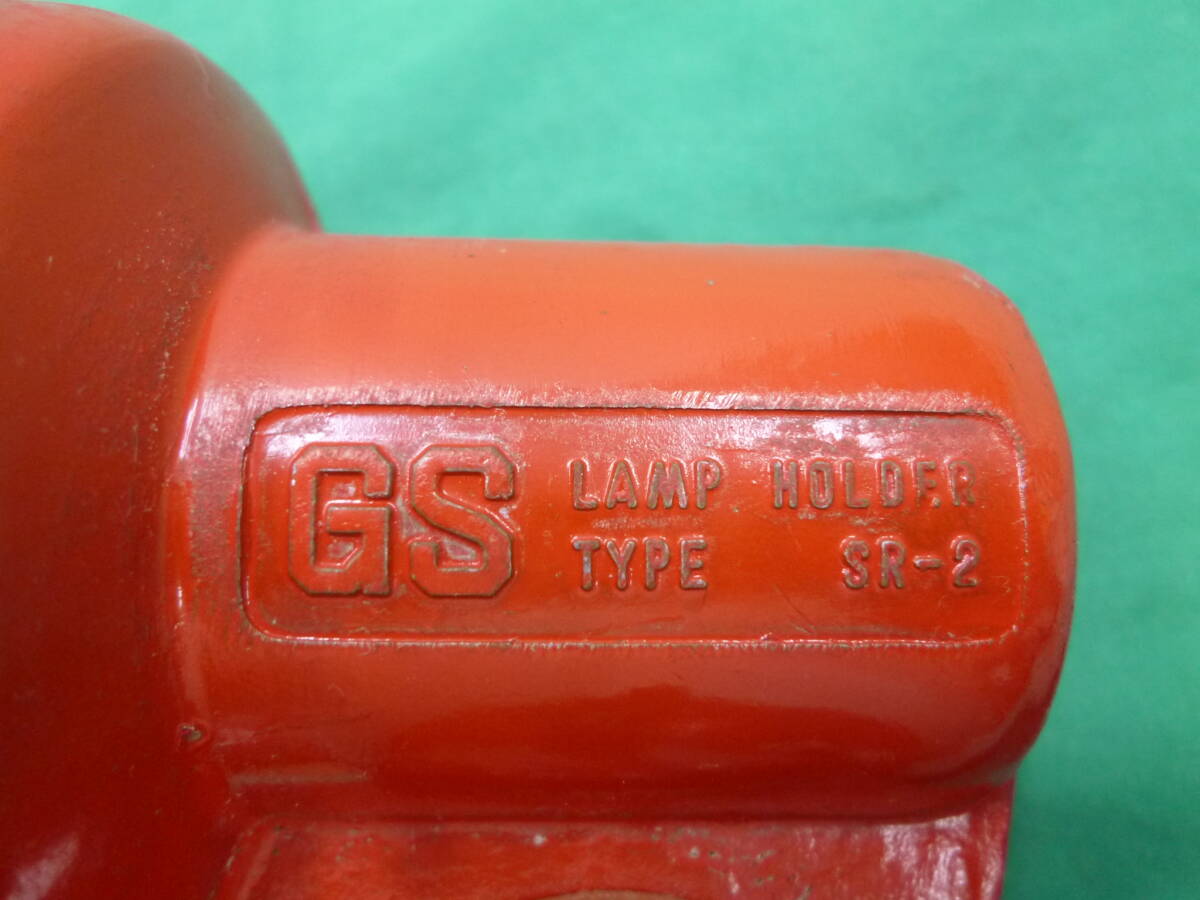 GS
LAMP HOLDER
TYPE SR-2